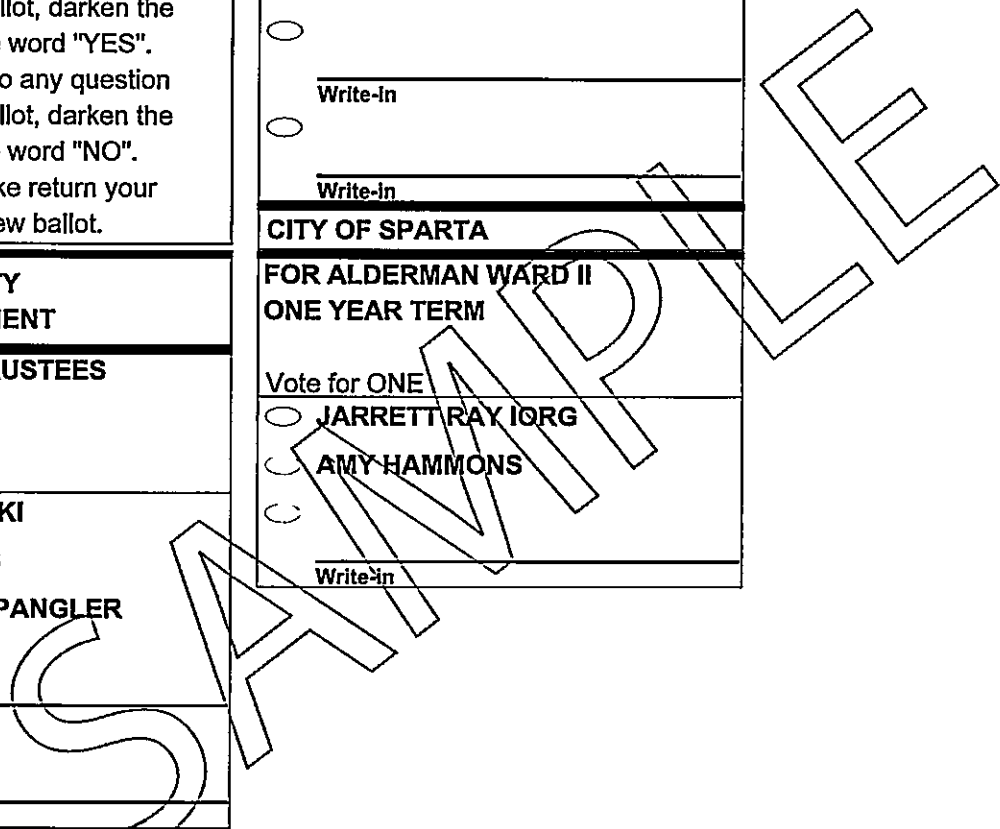 llot, darken the
word "YES".
o any question
llot, darken the
word "NO".
ke return your
ew ballot.
Y
IENT
USTEES
KI
PANGLER
Write-in
Write-in
CITY OF SPARTA
FOR ALDERMAN WARD II
ONE YEAR TERM
Vote for ONE
JARRETT RAY IORG
AMY HAMMONS
Write-in
SAMPLE